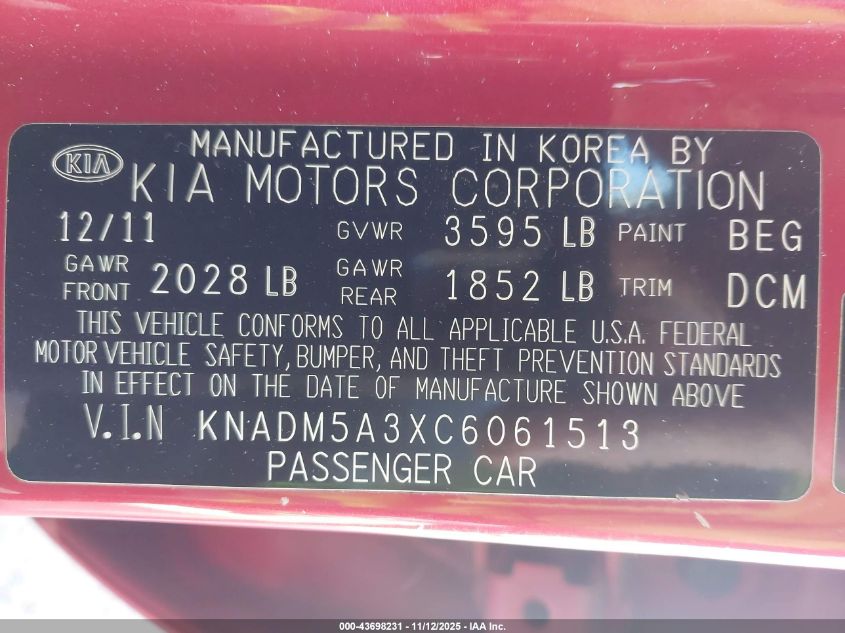 MANUFACTURED IN KOREA BY
KIA KIA MOTORS CORPORATION
12/11 GVWR 3595 LB PAINT BEG
GAWR FRONT 2028 LB GAWR REAR 1852 LB TRIM DCM
THIS VEHICLE CONFORMS TO ALL APPLICABLE U.S.A. FEDERAL
MOTOR VEHICLE SAFETY, BUMPER, AND THEFT PREVENTION STANDARDS
IN EFFECT ON THE DATE OF MANUFACTURE SHOWN ABOVE
V.I.N KNADM5A3XC6061513
PASSENGER CAR
000-43698231 - 11/12/2025 - IAA Inc.